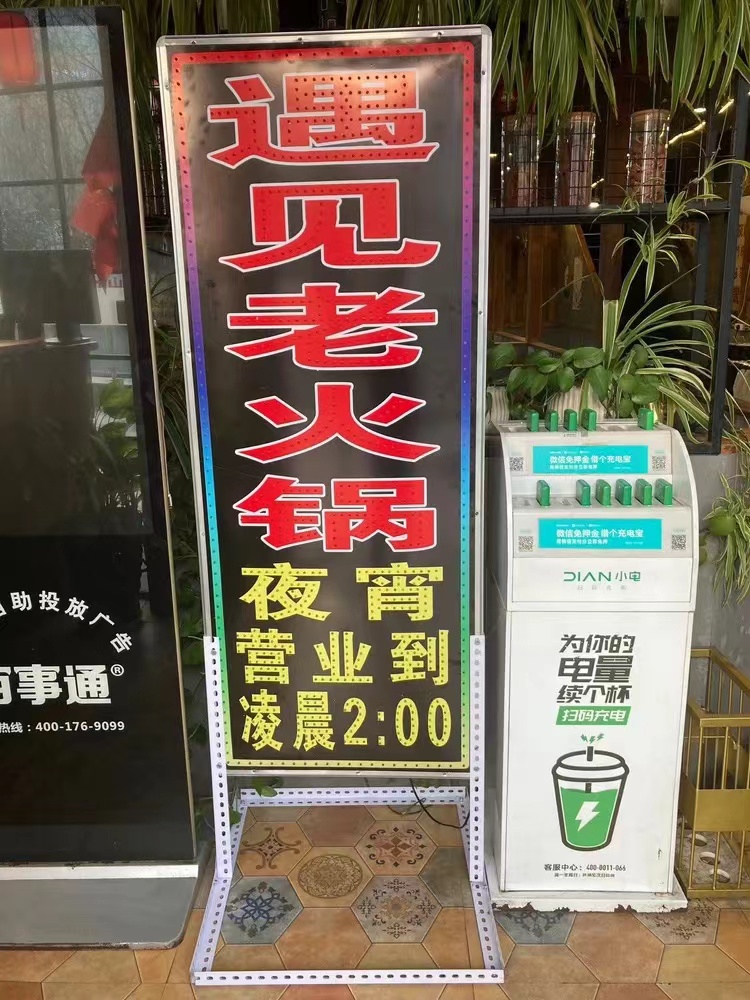 遇见老火锅
夜宵
营业到
凌晨2:00
自助投放广告
百事通®
热线：400-176-9099
微信免押金 借个充电宝
微信免押金 借个充电宝
DIAN小电
为你的
电量
续个杯
扫码充电
客服中心：400-0011-066